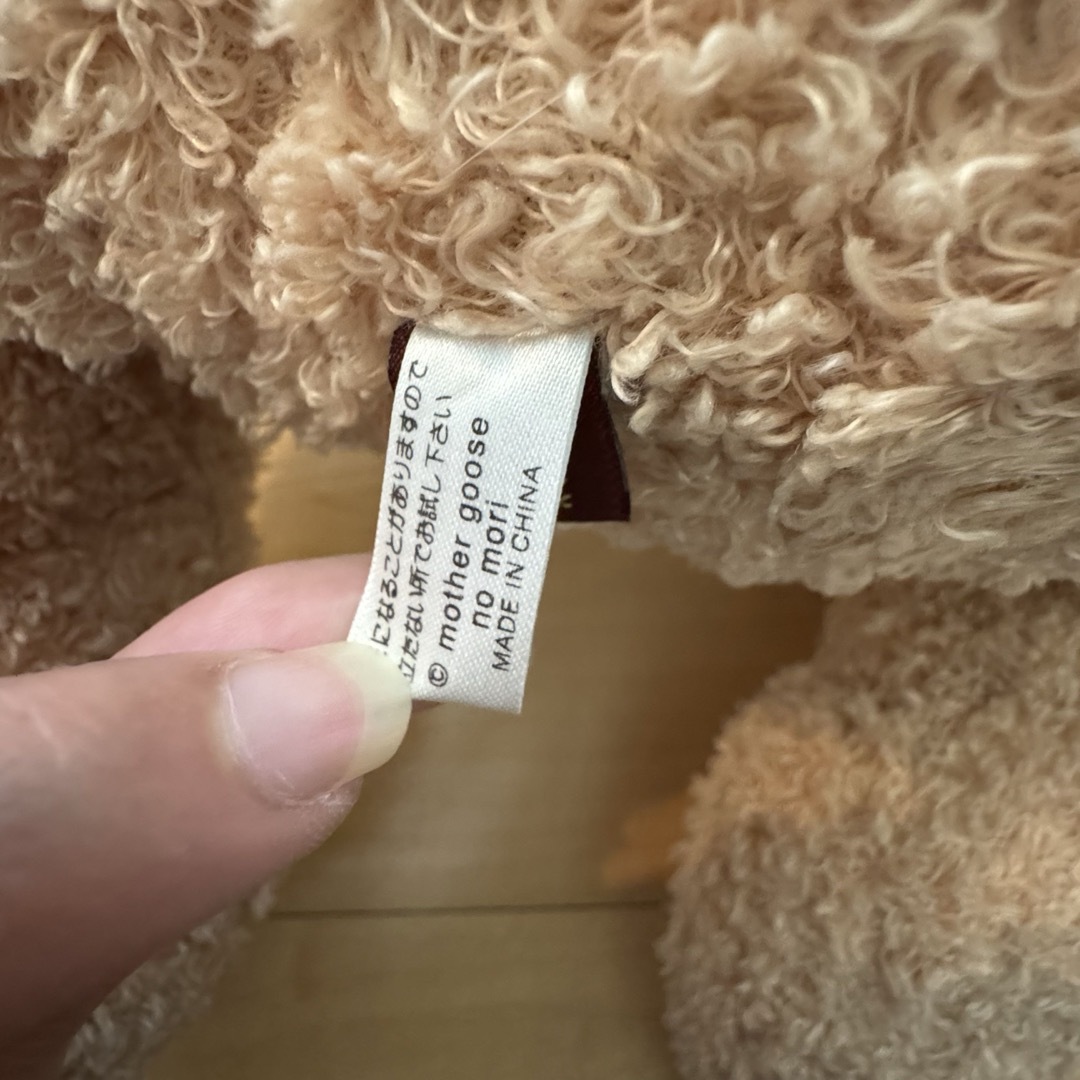 になることがありますので
立たない所でお試し下さい
© mother goose
no mori
MADE IN CHINA